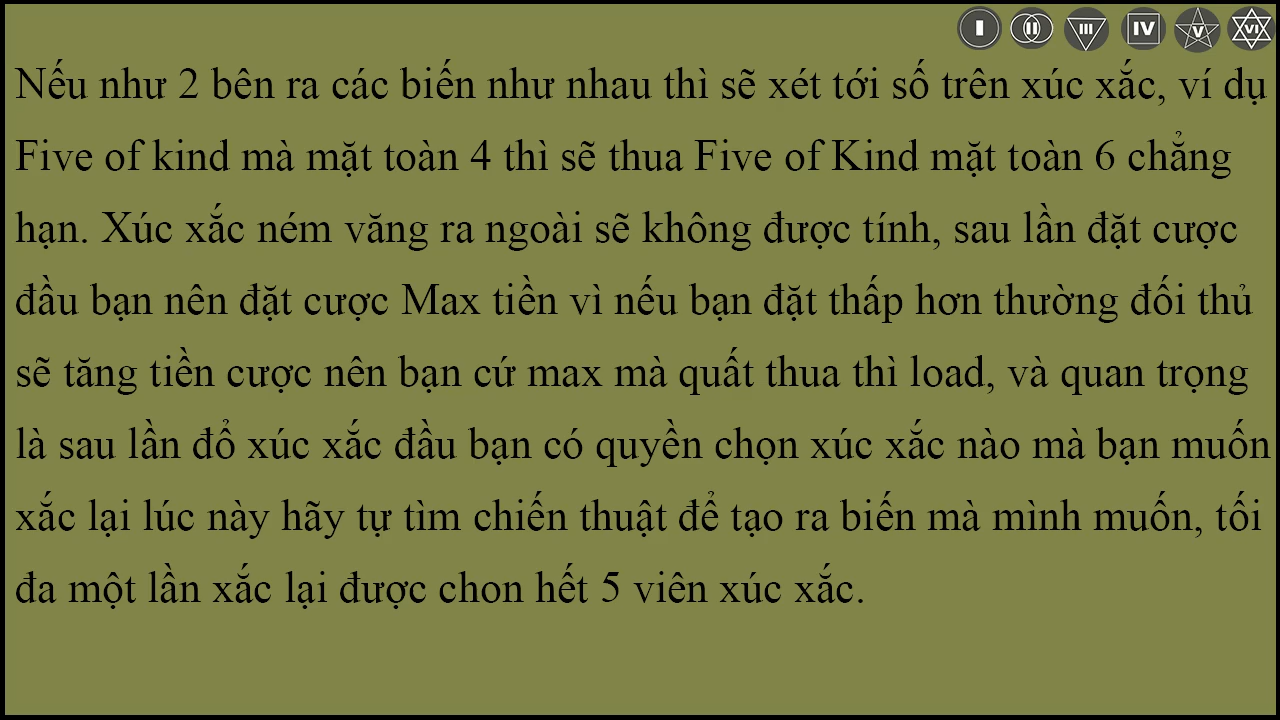 I II III IV V VI
Nếu như 2 bên ra các biến như nhau thì sẽ xét tới số trên xúc xắc, ví dụ
Five of kind mà mặt toàn 4 thì sẽ thua Five of Kind mặt toàn 6 chẳng
hạn. Xúc xắc ném văng ra ngoài sẽ không được tính, sau lần đặt cược
đầu bạn nên đặt cược Max tiền vì nếu bạn đặt thấp hơn thường đối thủ
sẽ tăng tiền cược nên bạn cứ max mà quất thua thì load, và quan trọng
là sau lần đổ xúc xắc đầu bạn có quyền chọn xúc xắc nào mà bạn muốn
xắc lại lúc này hãy tự tìm chiến thuật để tạo ra biến mà mình muốn, tối
đa một lần xắc lại được chon hết 5 viên xúc xắc.